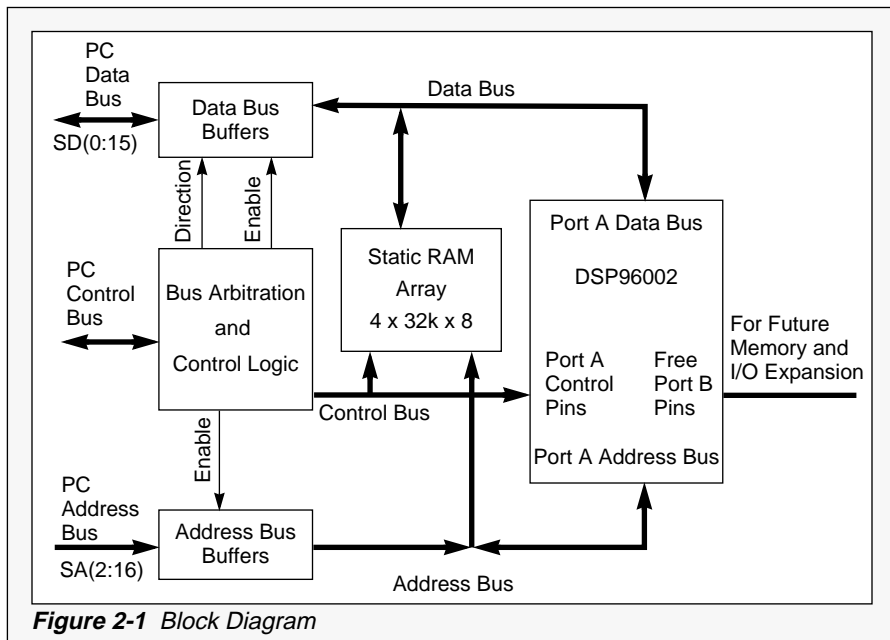 PC
Data
Bus
SD(0:15)
Data Bus
Buffers
Data Bus
Direction
Enable
PC
Control
Bus
Bus Arbitration
and
Control Logic
Static RAM
Array
4 x 32k x 8
Port A Data Bus
DSP96002
Port A
Control
Pins
Free
Port B
Pins
Port A Address Bus
For Future
Memory and
I/O Expansion
Control Bus
Enable
PC
Address
Bus
SA(2:16)
Address Bus
Buffers
Address Bus
Figure 2-1 Block Diagram